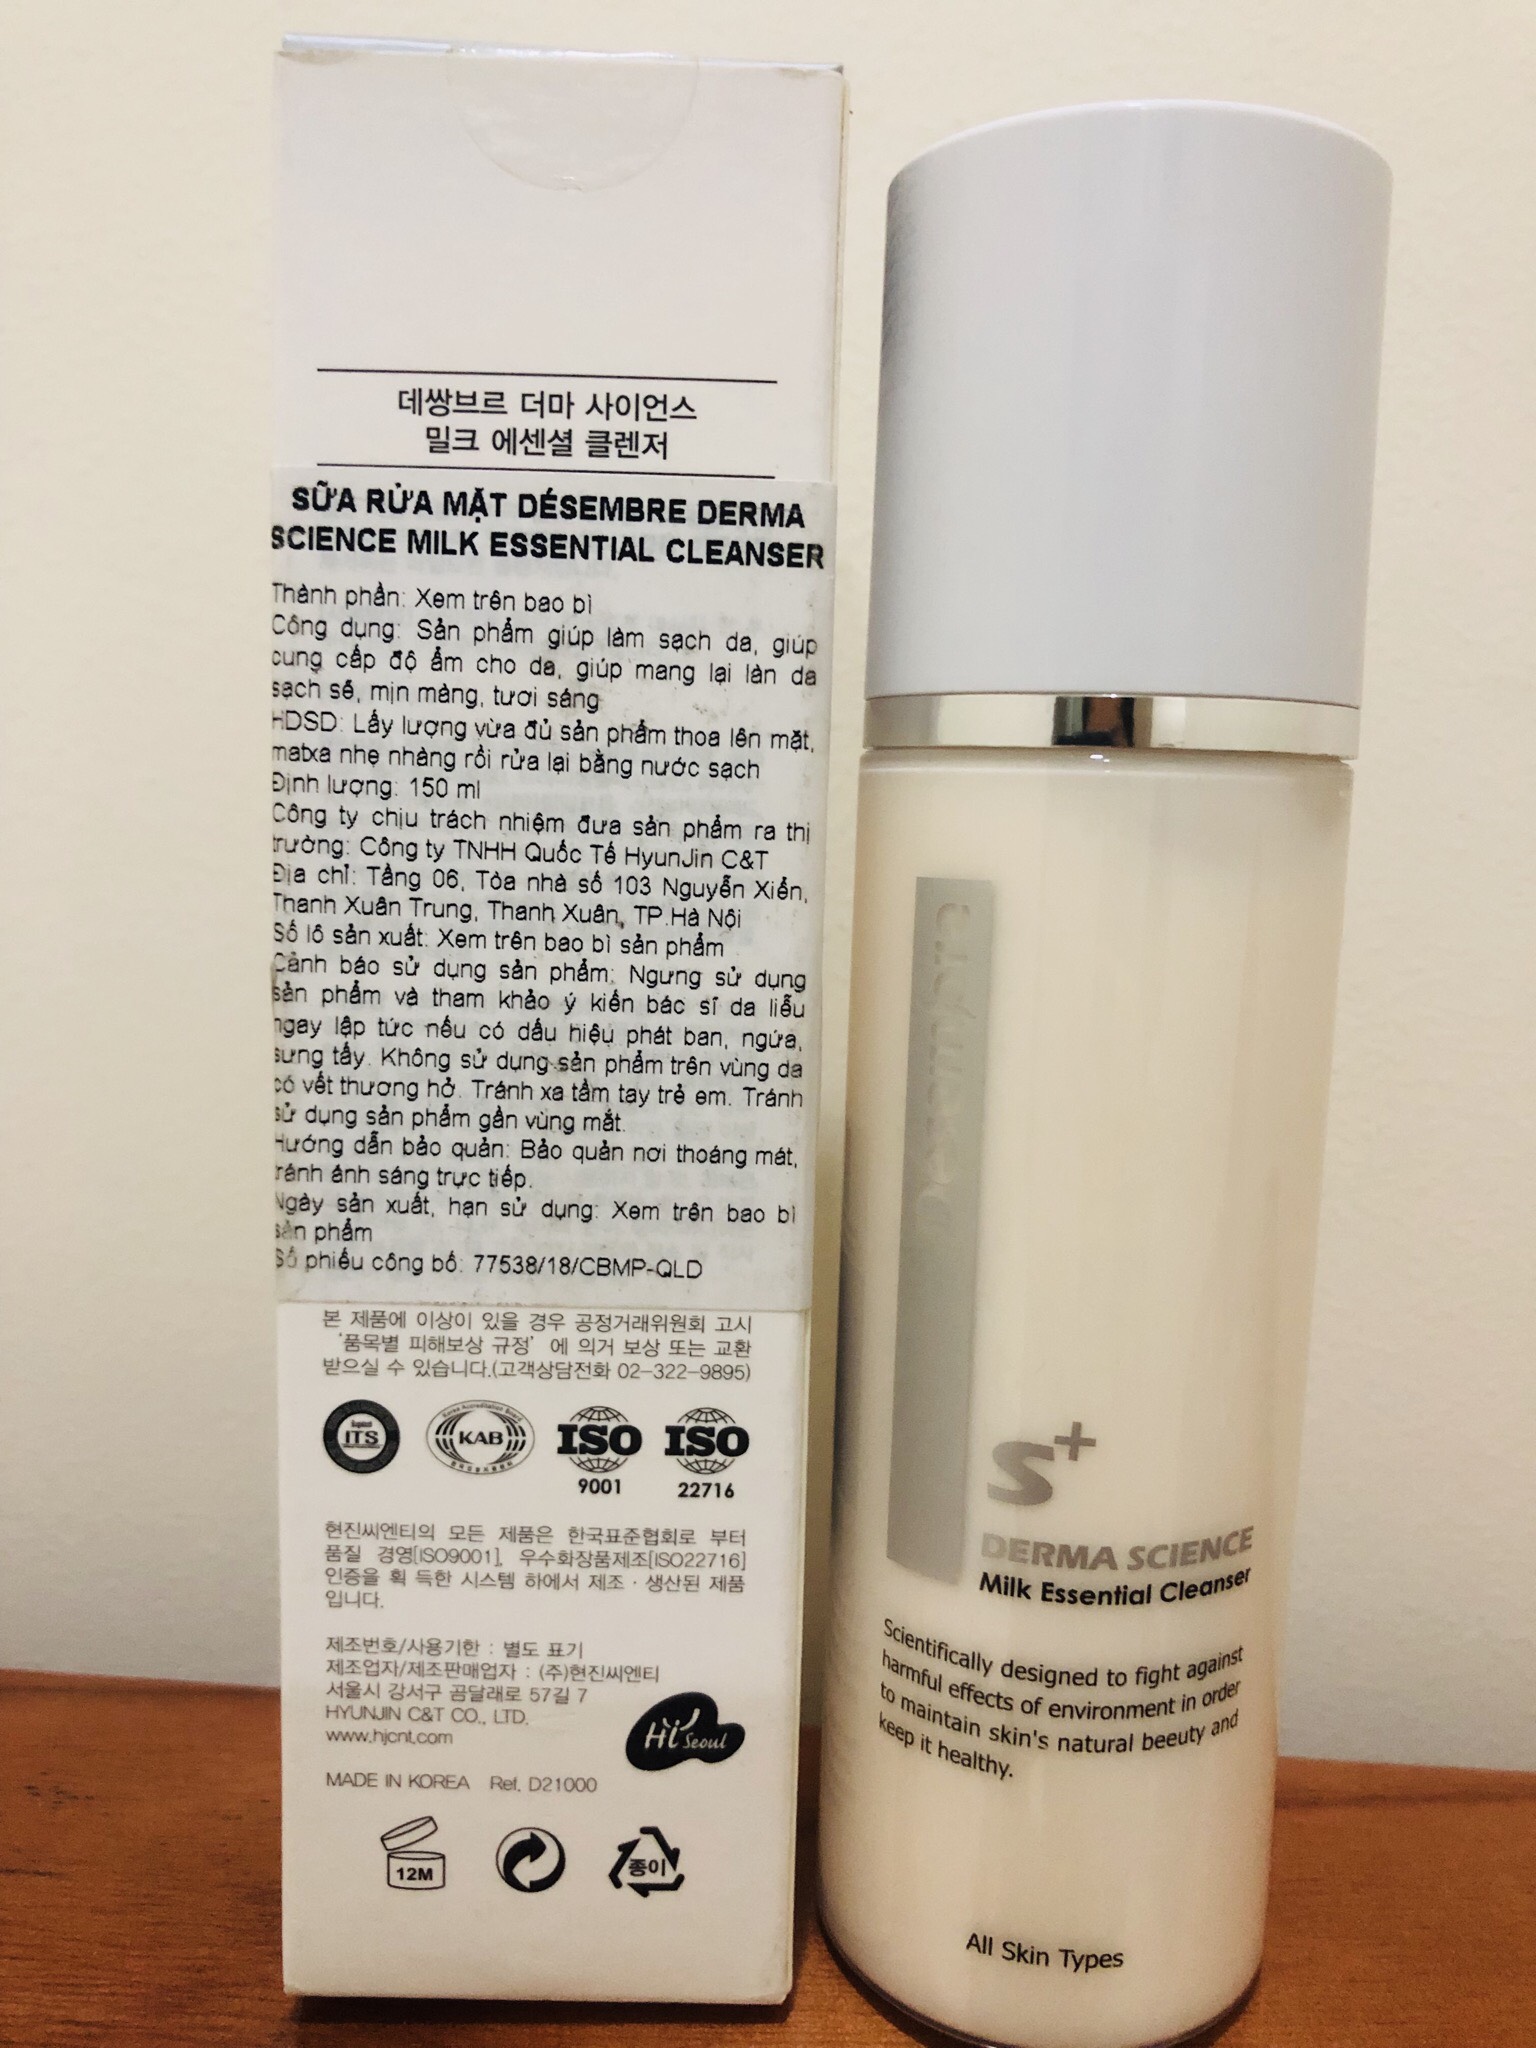 데쌍브르 더마 사이언스
밀크 에센셜 클렌저
SỮA RỬA MẶT DÉSEMBRE DERMA
SCIENCE MILK ESSENTIAL CLEANSER
Thành phần: Xem trên bao bì
Công dụng: Sản phẩm giúp làm sạch da, giúp
cung cấp độ ẩm cho da, giúp mang lại làn da
sạch sẽ, mịn màng, tươi sáng
HDSD: Lấy lượng vừa đủ sản phẩm thoa lên mặt,
matxa nhẹ nhàng rồi rửa lại bằng nước sạch
Định lượng: 150 ml
Công ty chịu trách nhiệm đưa sản phẩm ra thị
trường: Công ty TNHH Quốc Tế HyunJin C&T
Địa chỉ: Tầng 06, Tòa nhà số 103 Nguyễn Xiển,
Thanh Xuân Trung, Thanh Xuân, TP.Hà Nội
Số lô sản xuất: Xem trên bao bì sản phẩm
Cảnh báo sử dụng sản phẩm: Ngưng sử dụng
sản phẩm và tham khảo ý kiến bác sĩ da liễu
ngay lập tức nếu có dấu hiệu phát ban, ngứa,
sưng tấy. Không sử dụng sản phẩm trên vùng da
có vết thương hở. Tránh xa tầm tay trẻ em. Tránh
sử dụng sản phẩm gần vùng mắt.
Hướng dẫn bảo quản: Bảo quản nơi thoáng mát,
tránh ánh sáng trực tiếp.
Ngày sản xuất, hạn sử dụng: Xem trên bao bì
sản phẩm
Số phiếu công bố: 77538/18/CBMP-QLD
본 제품에 이상이 있을 경우 공정거래위원회 고시
'품목별 피해보상 규정' 에 의거 보상 또는 교환
받으실 수 있습니다.(고객상담전화 02-322-9895)
ITS
Korea Accreditation Board
KAB
ISO
9001
ISO
22716
현진씨엔티의 모든 제품은 한국표준협회로 부터
품질 경영[ISO9001], 우수화장품제조[ISO22716]
인증을 획 득한 시스템 하에서 제조 · 생산된 제품
입니다.
제조번호/사용기한 : 별도 표기
제조업자/제조판매업자 : (주)현진씨엔티
서울시 강서구 곰달래로 57길 7
HYUNJIN C&T CO., LTD.
www.hjcnt.com
Hi Seoul
MADE IN KOREA Ref. D21000
12M
종이
S+
DERMA SCIENCE
Milk Essential Cleanser
Scientifically designed to fight against
harmful effects of environment in order
to maintain skin's natural beeuty and
keep it healthy.
All Skin Types